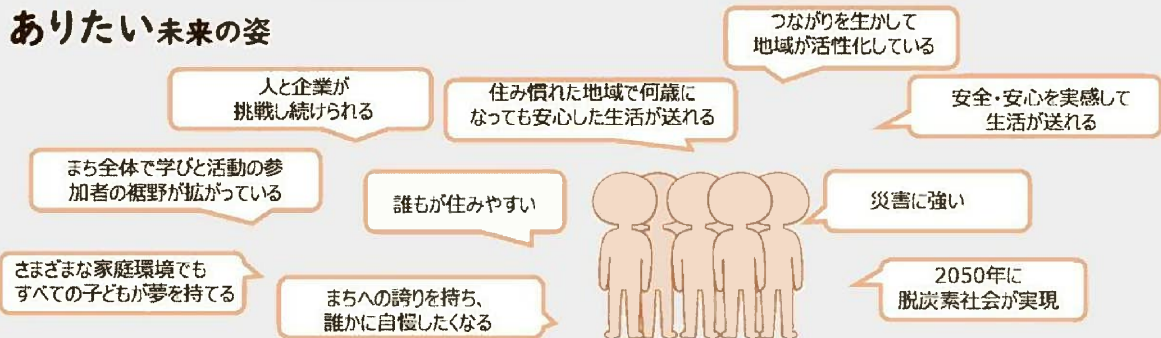 ありたい未来の姿
つながりを生かして
地域が活性化している
人と企業が
挑戦し続けられる
住み慣れた地域で何歳に
なっても安心した生活が送れる
安全・安心を実感して
生活が送れる
まち全体で学びと活動の参
加者の裾野が拡がっている
誰もが住みやすい
災害に強い
さまざまな家庭環境でも
すべての子どもが夢を持てる
まちへの誇りを持ち、
誰かに自慢したくなる
2050年に
脱炭素社会が実現